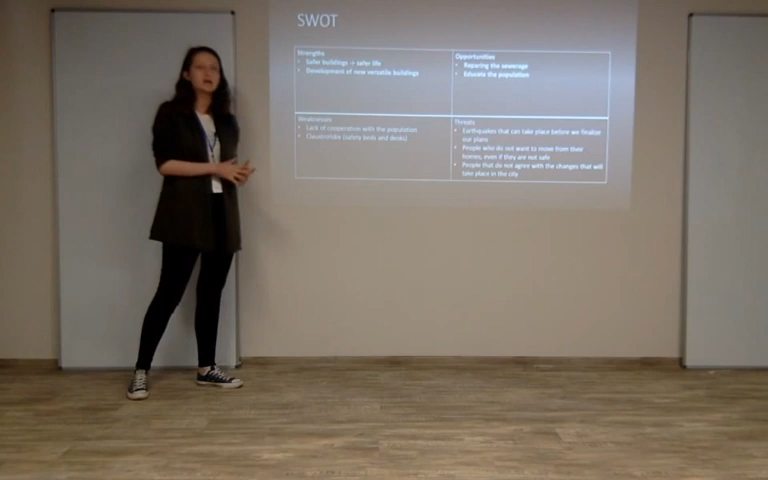 SWOT
Strengths
• Safer buildings → safer life
• Development of new versatile buildings
Opportunities
• Reparing the sewerage
• Educate the population
Weaknesses
• Lack of cooperation with the population
• Claustrofobia (safety beds and desks)
Threats
• Earthquakes that can take place before we finalize
our plans
• People who do not want to move from their
homes, even if they are not safe
• People that do not agree with the changes that will
take place in the city